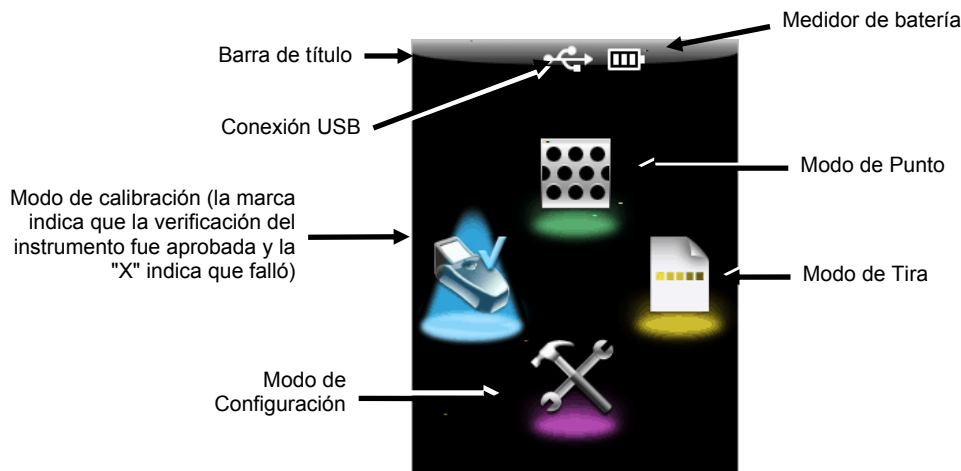 Medidor de batería
Barra de título
Conexión USB
Modo de Punto
Modo de calibración (la marca
indica que la verificación del
instrumento fue aprobada y la
"X" indica que falló)
Modo de Tira
Modo de
Configuración